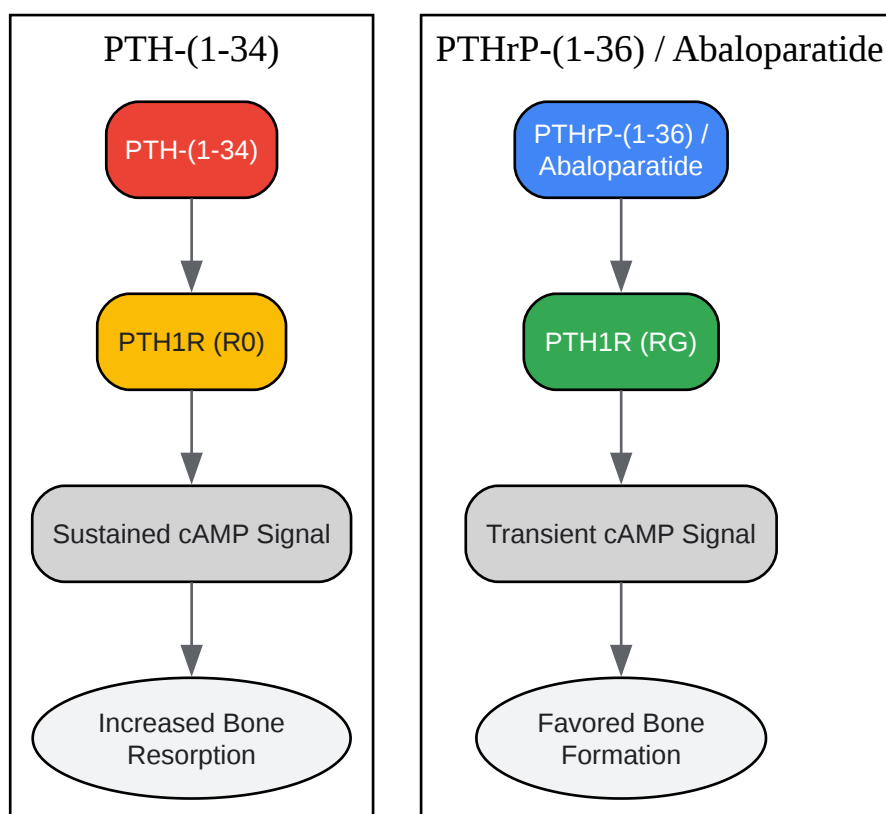 PTH-(1-34)
PTH-(1-34)
PTH1R (R0)
Sustained cAMP Signal
Increased Bone
Resorption
PTHrP-(1-36) / Abaloparatide
PTHrP-(1-36) /
Abaloparatide
PTH1R (RG)
Transient cAMP Signal
Favored Bone
Formation